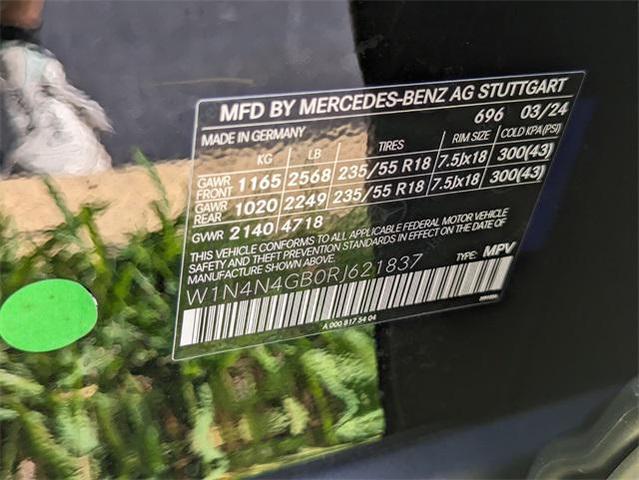 MFD BY MERCEDES-BENZ AG STUTTGART
696 03/24
MADE IN GERMANY
KG LB TIRES RIM SIZE COLD KPA(PSI)
GAWR FRONT 1165 2568 235/55 R18 7.5Jx18 300(43)
GAWR REAR 1020 2249 235/55 R18 7.5Jx18 300(43)
GVWR 2140 4718
THIS VEHICLE CONFORMS TO ALL APPLICABLE FEDERAL MOTOR VEHICLE
SAFETY AND THEFT PREVENTION STANDARDS IN EFFECT ON THE DATE OF
MANUFACTURE SHOWN ABOVE.
W1N4N4GB0RJ621837 TYPE: MPV
A 000 817 54 04